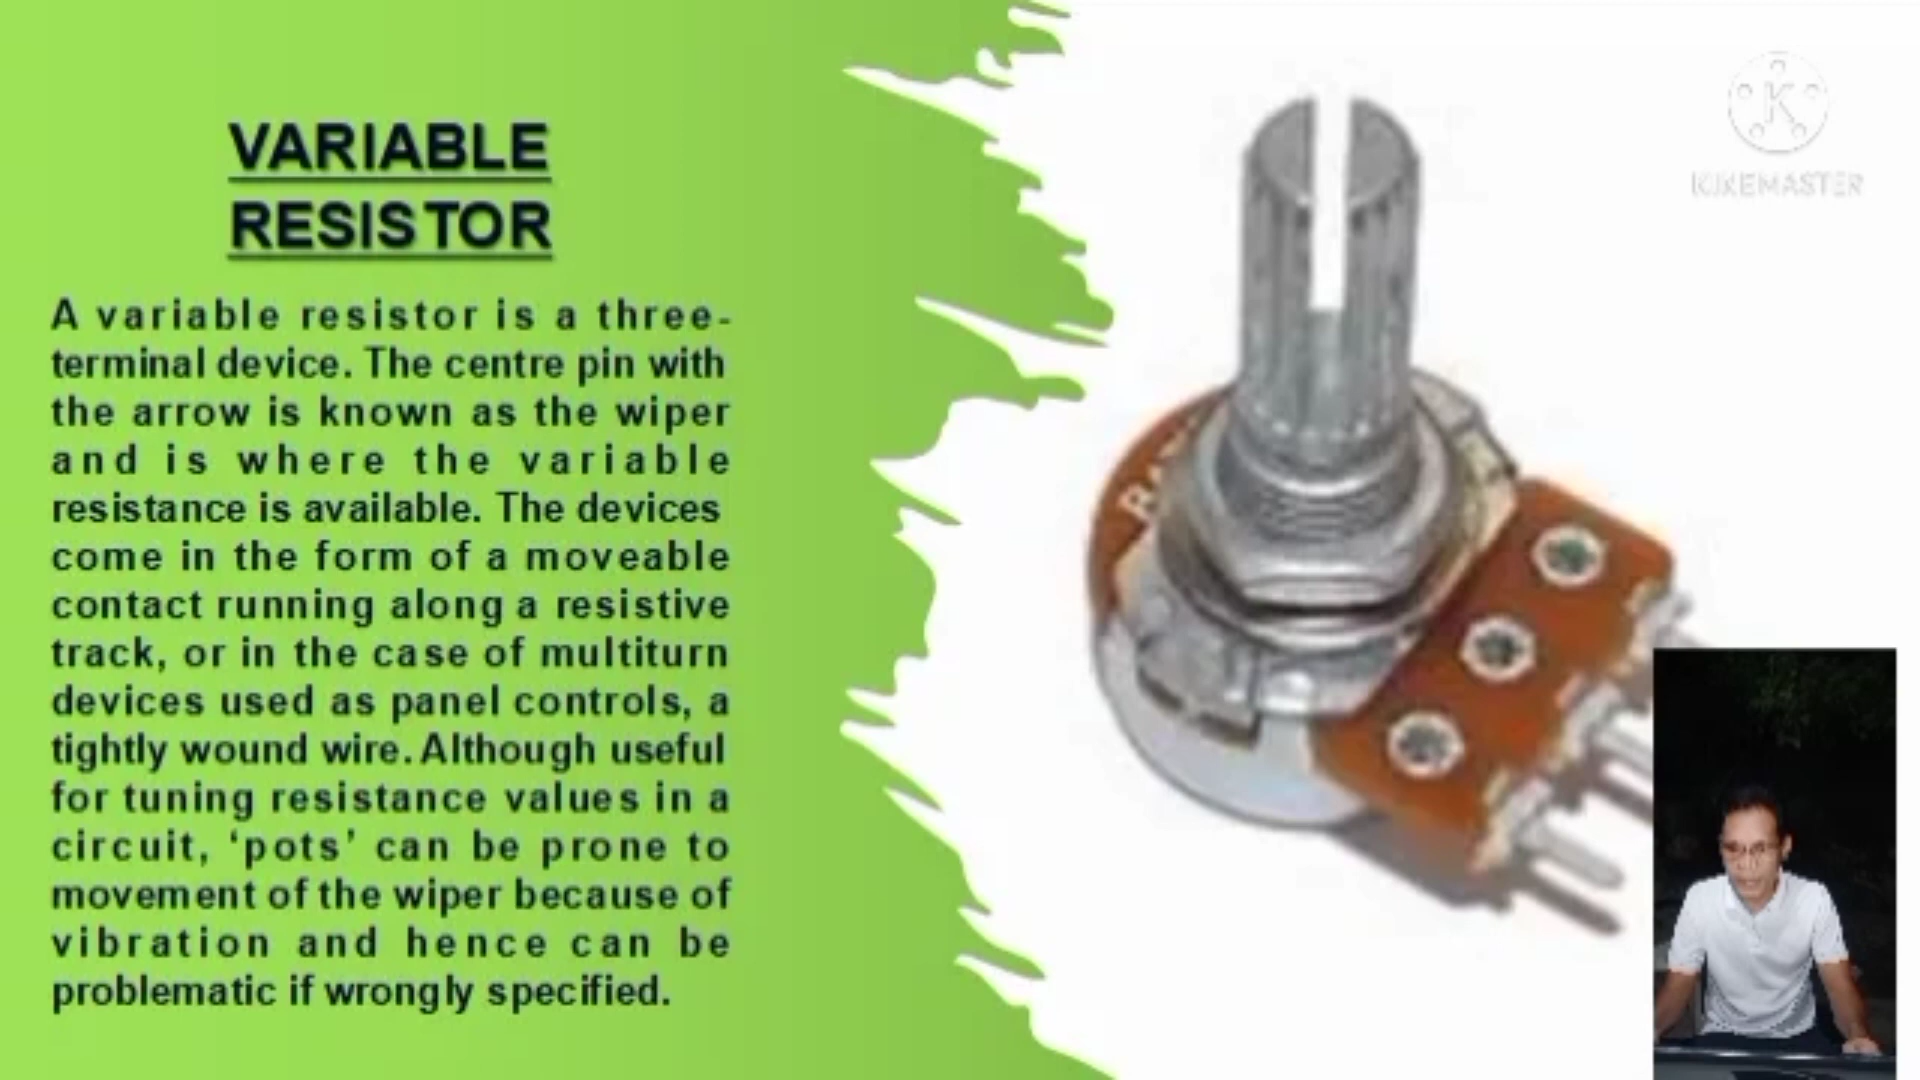 VARIABLE
RESISTOR
A variable resistor is a three-
terminal device. The centre pin with
the arrow is known as the wiper
and is where the variable
resistance is available. The devices
come in the form of a moveable
contact running along a resistive
track, or in the case of multiturn
devices used as panel controls, a
tightly wound wire. Although useful
for tuning resistance values in a
circuit, ‘pots’ can be prone to
movement of the wiper because of
vibration and hence can be
problematic if wrongly specified.
K
KINEMASTER